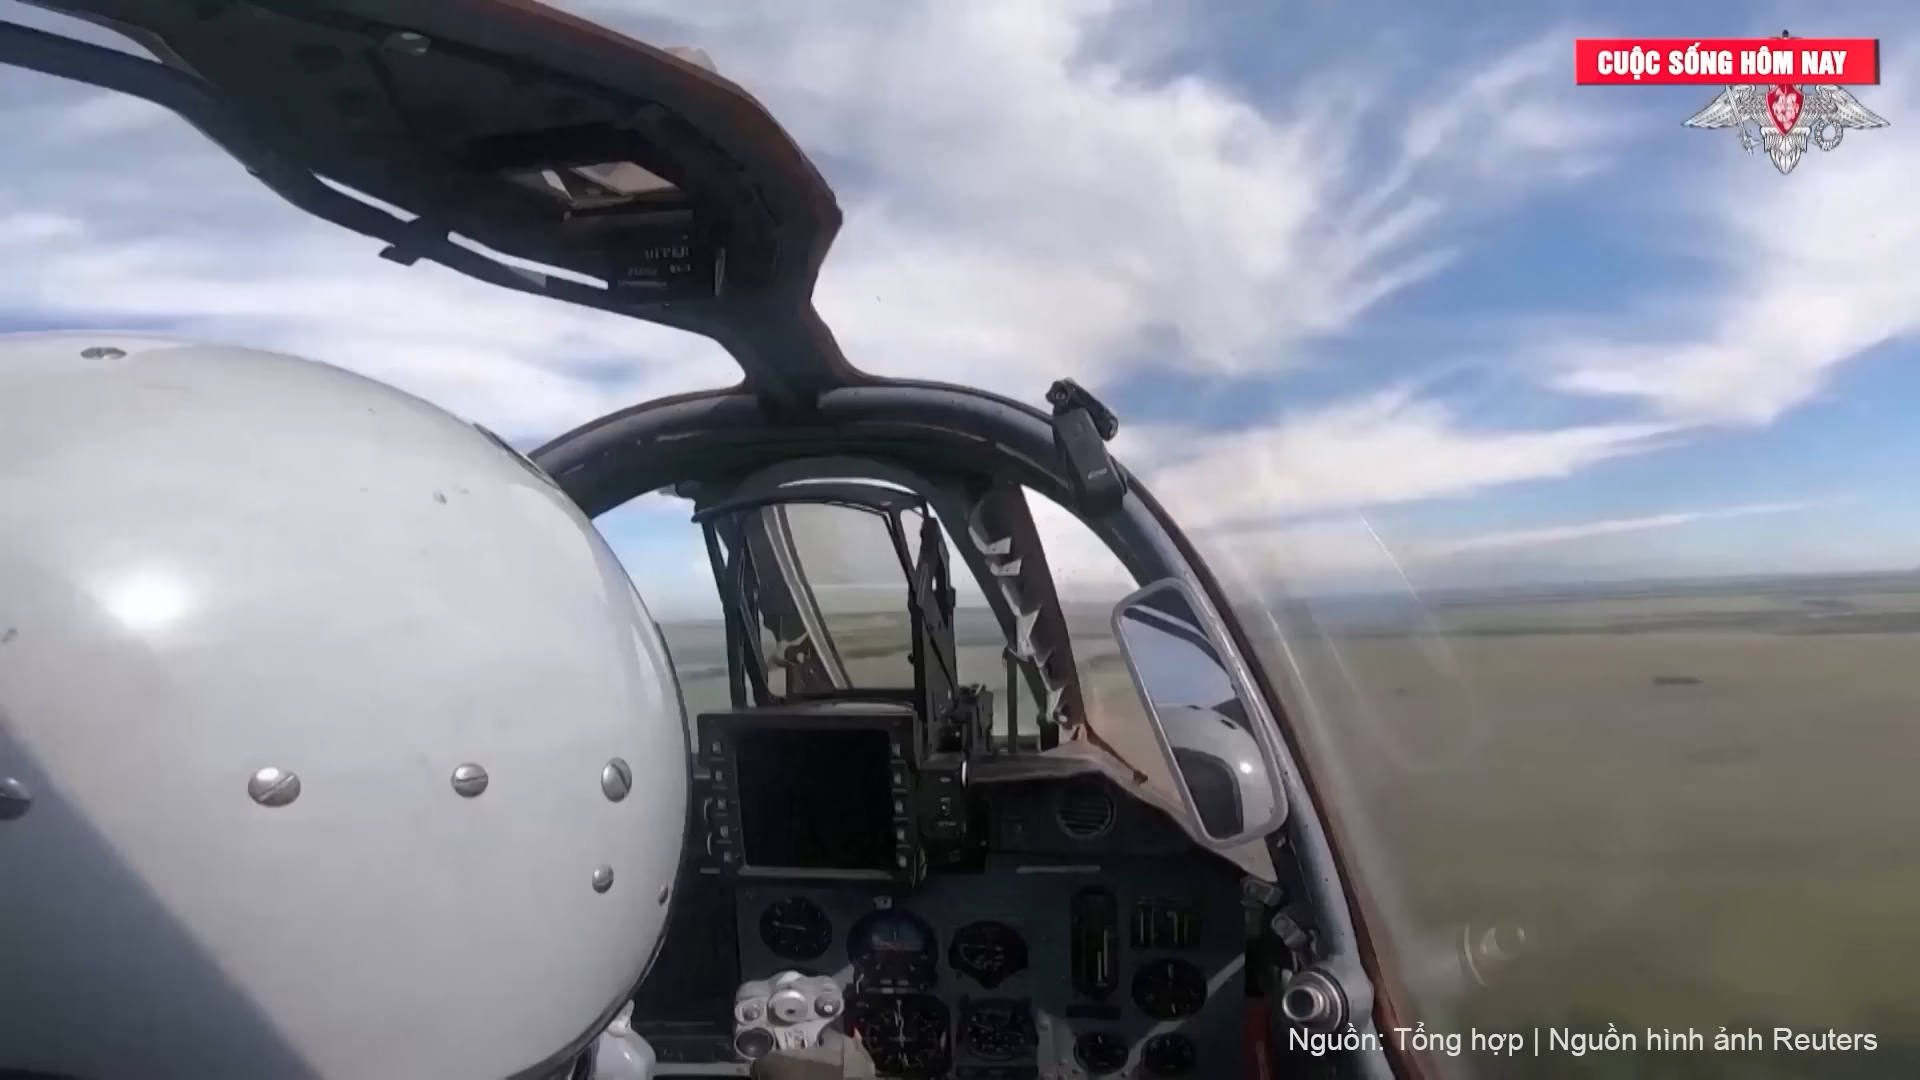 CUỘC SỐNG HÔM NAY
Nguồn: Tổng hợp | Nguồn hình ảnh Reuters